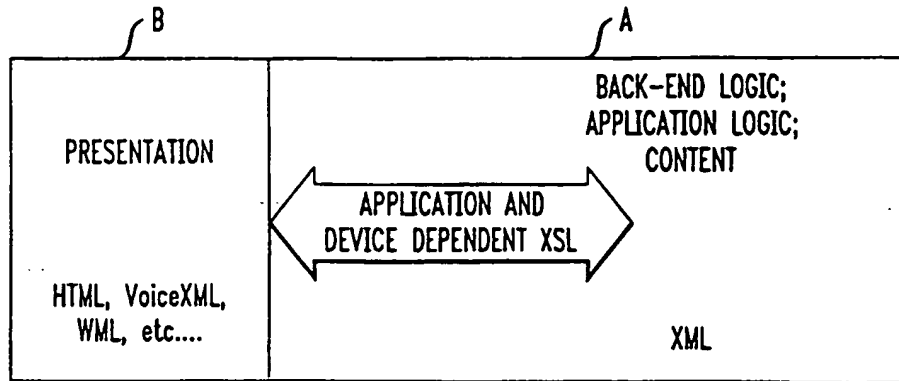 B
A
PRESENTATION
HTML, VoiceXML,
WML, etc....
BACK-END LOGIC;
APPLICATION LOGIC;
CONTENT
APPLICATION AND
DEVICE DEPENDENT XSL
XML